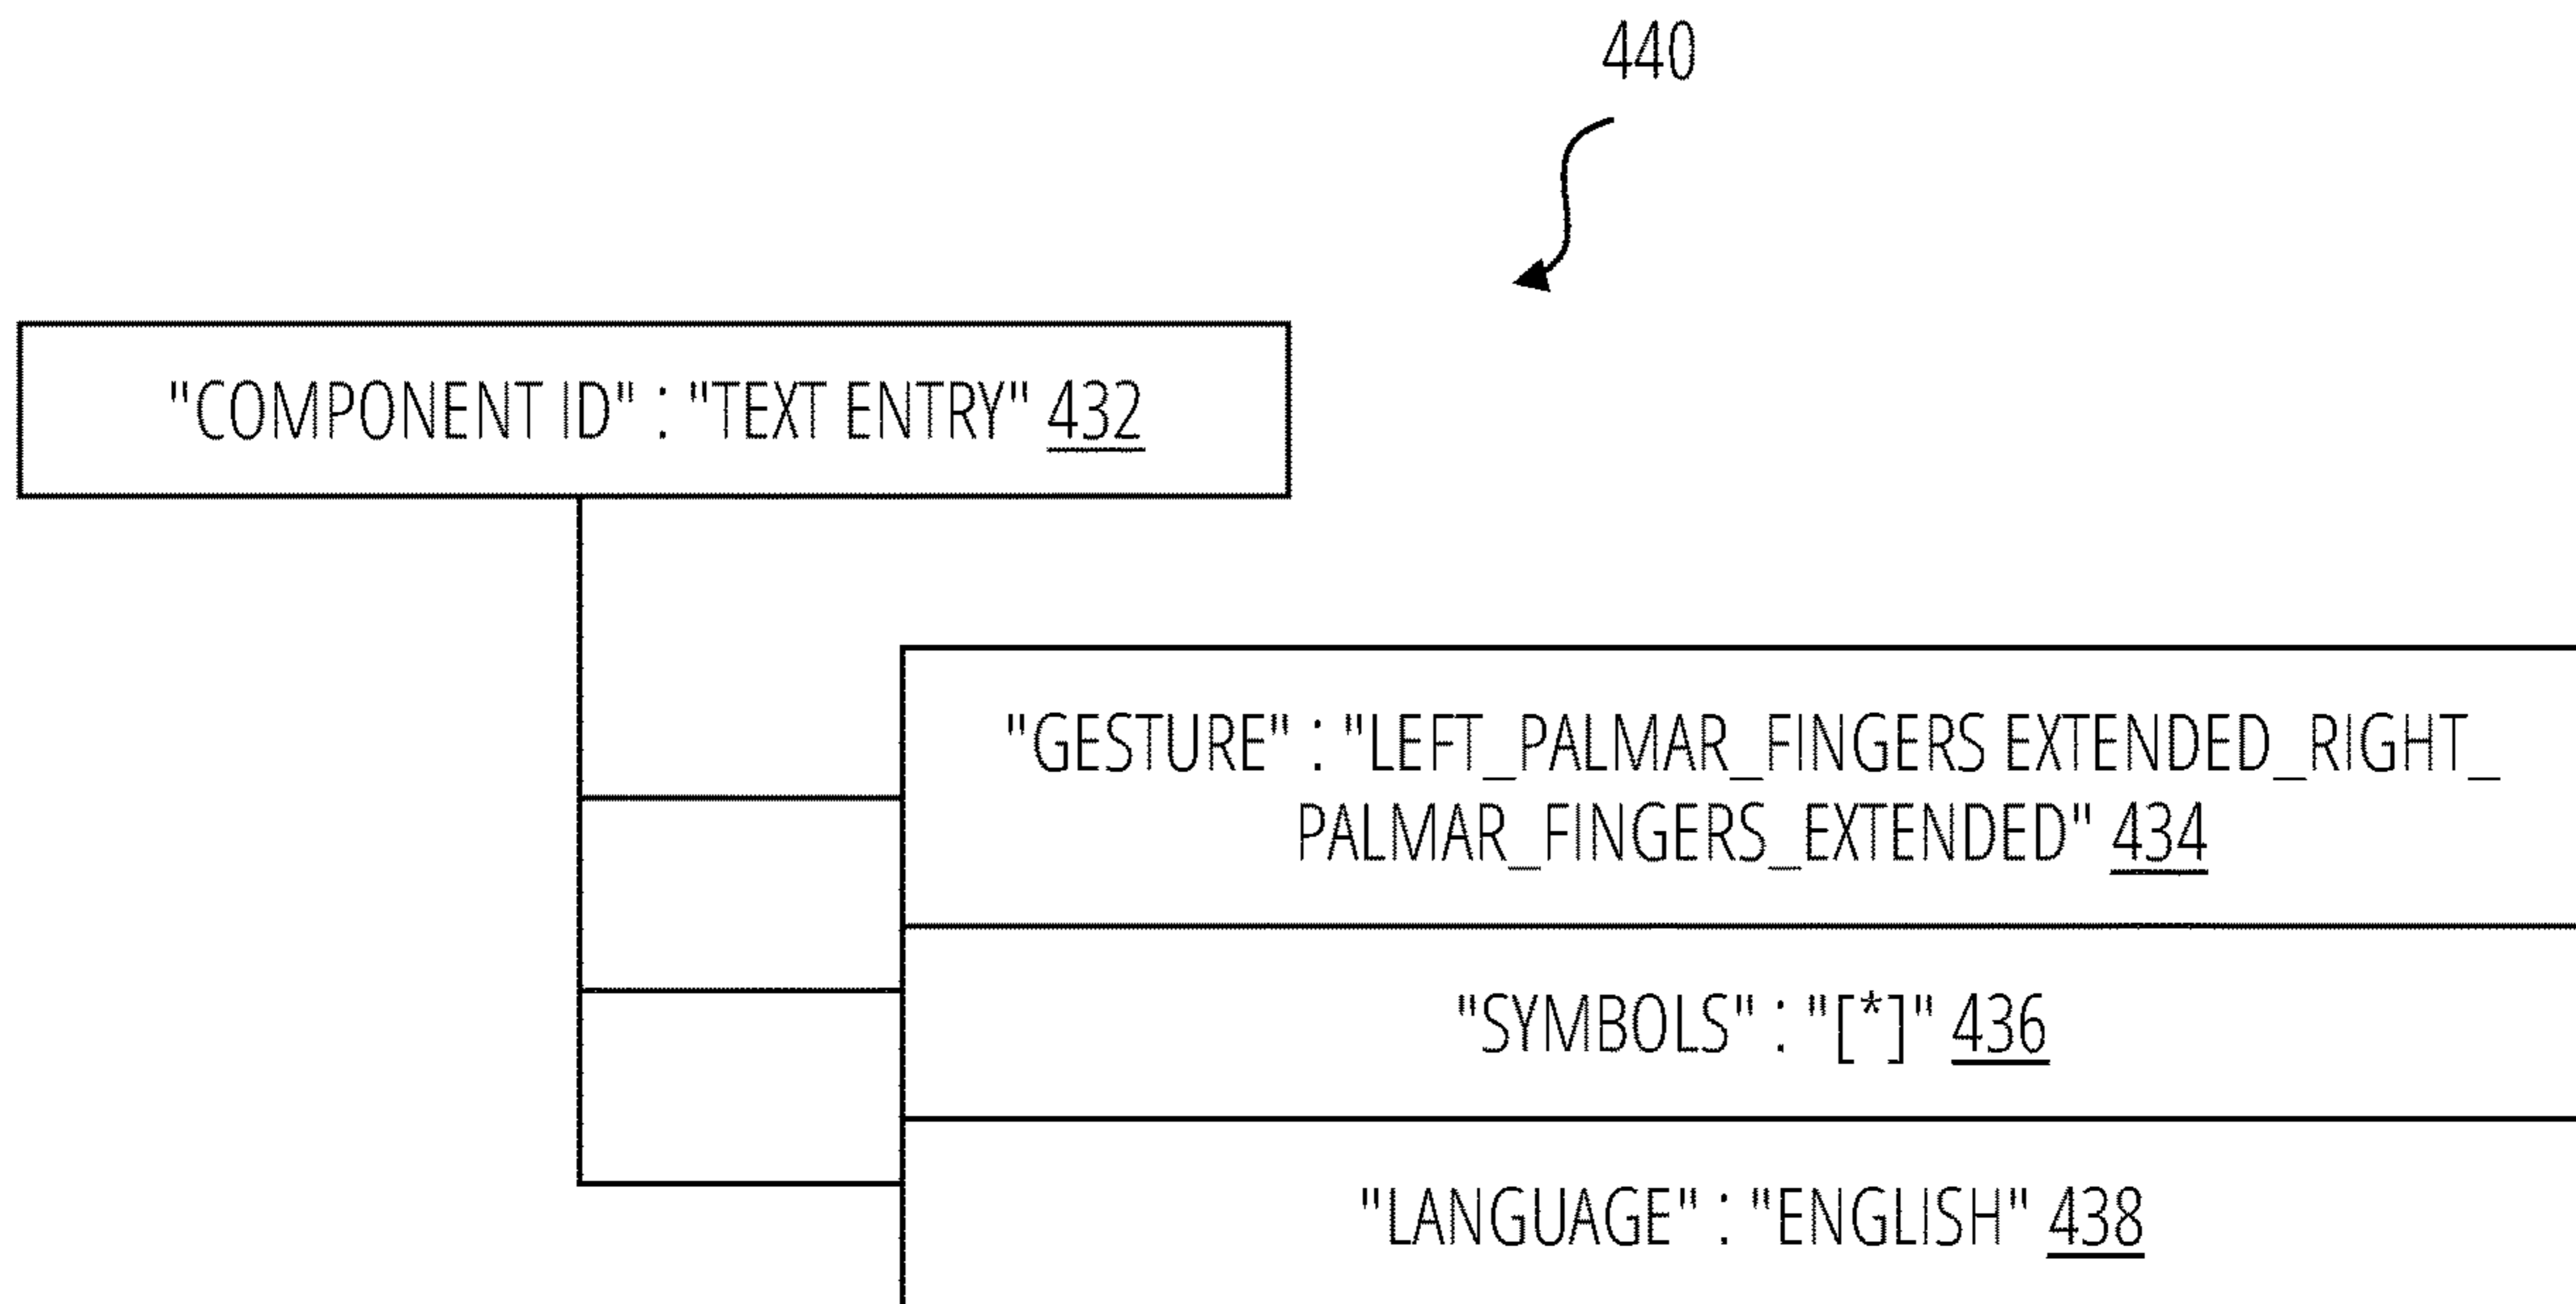 440
"COMPONENT ID" : "TEXT ENTRY" 432
"GESTURE" : "LEFT_PALMAR_FINGERS EXTENDED_RIGHT_
PALMAR_FINGERS_EXTENDED" 434
"SYMBOLS" : "[*]" 436
"LANGUAGE" : "ENGLISH" 438